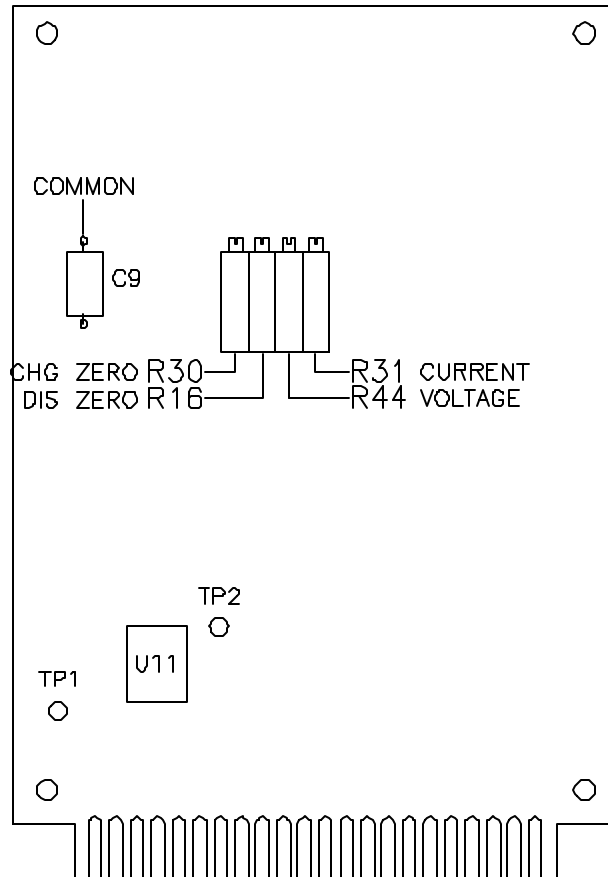 COMMON
C9
CHG ZERO R30 R31 CURRENT
DIS ZERO R16 R44 VOLTAGE
TP2
U11
TP1